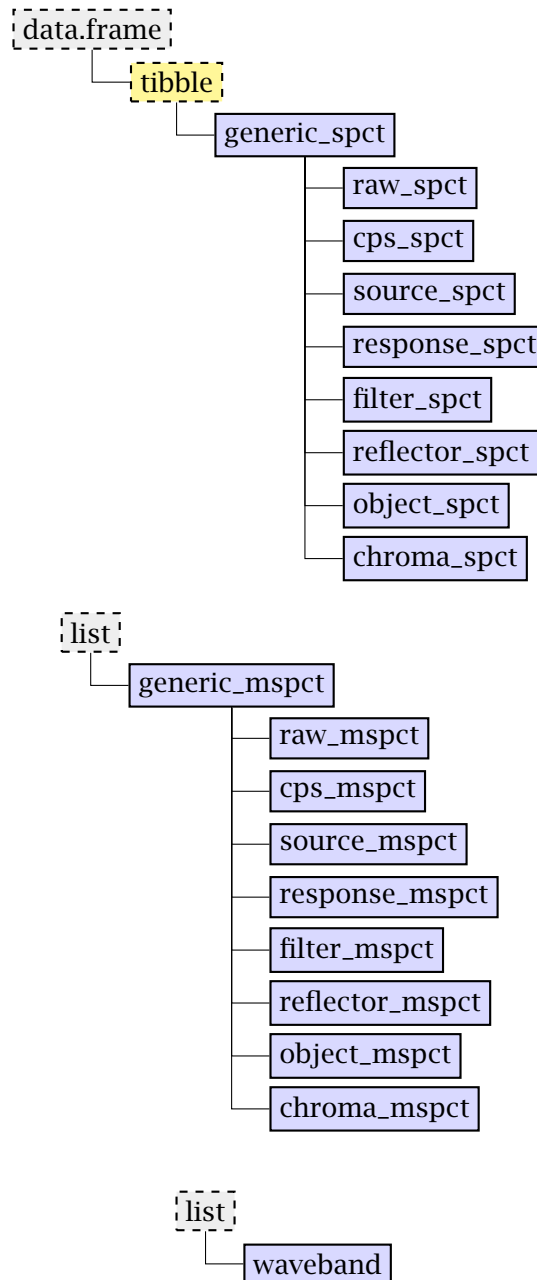 data.frame
tibble
generic_spct
raw_spct
cps_spct
source_spct
response_spct
filter_spct
reflector_spct
object_spct
chroma_spct
list
generic_mspct
raw_mspct
cps_mspct
source_mspct
response_mspct
filter_mspct
reflector_mspct
object_mspct
chroma_mspct
list
waveband